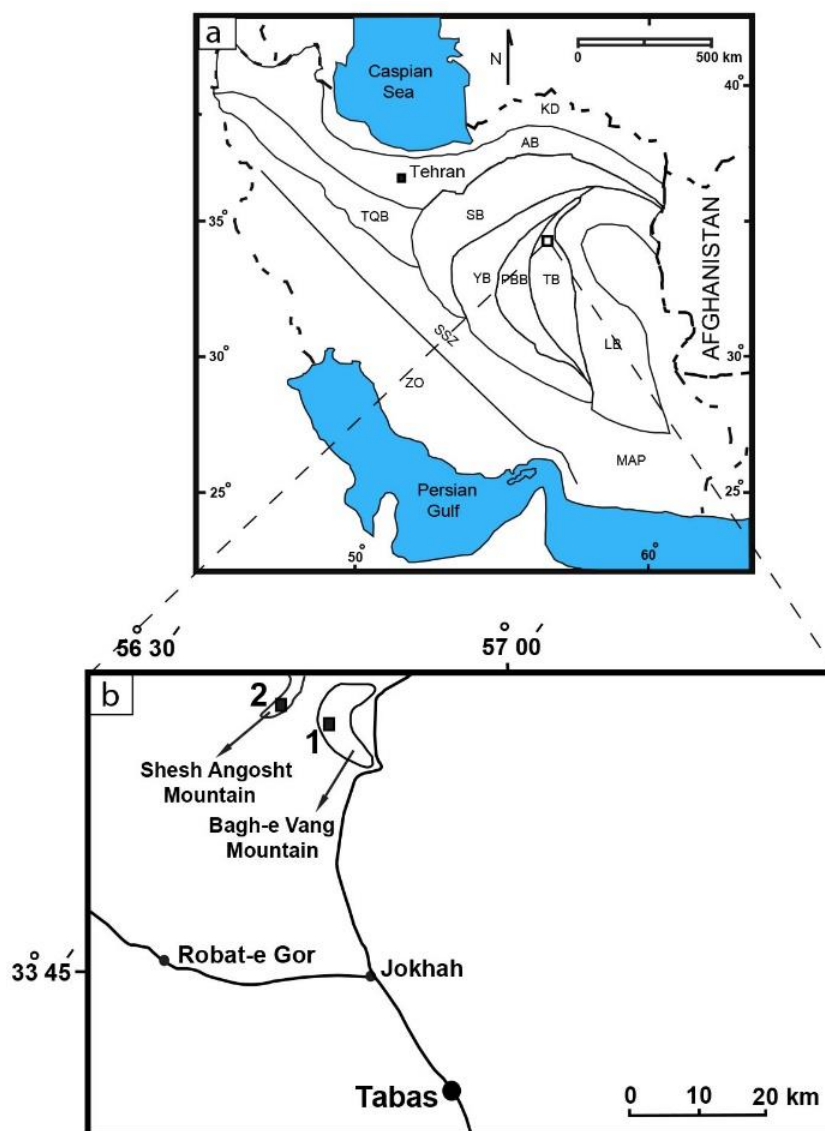 a
Caspian
Sea
N
0
500 km
40°
KD
AB
Tehran
TQB
SB
35°
AFGHANISTAN
YB
PBB
TB
SSZ
LB
30°
30°
ZO
MAP
Persian
Gulf
25°
25°
50°
60°
56° 30′
57° 00′
b
2
1
Shesh Angosht
Mountain
Bagh-e Vang
Mountain
Robat-e Gor
33° 45′
Jokhah
Tabas
0 10 20 km